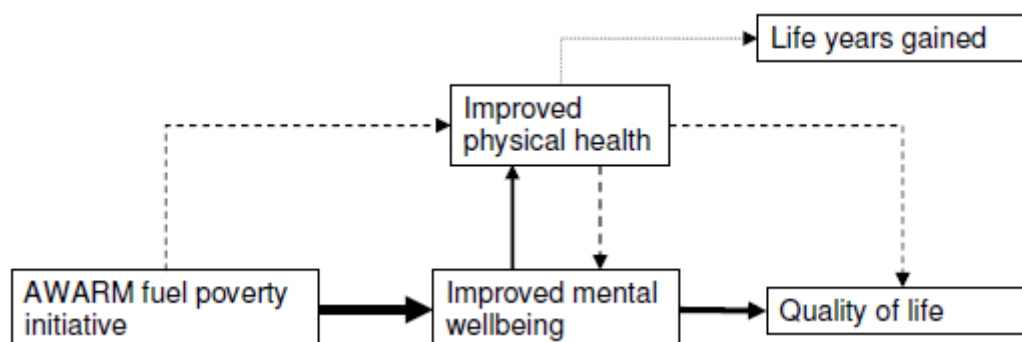 Life years gained
Improved
physical health
AWARM fuel poverty
initiative
Improved mental
wellbeing
Quality of life